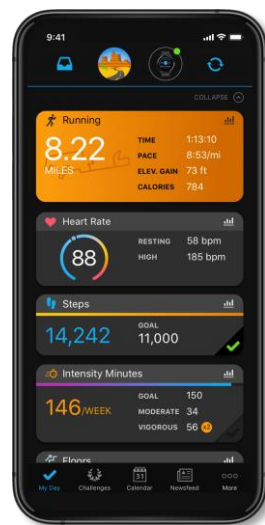 9:41
COLLAPSE
Running
8.22
MILES
TIME 1:13:10
PACE 8:53/mi
ELEV. GAIN 73 ft
CALORIES 784
Heart Rate
88
RESTING 58 bpm
HIGH 185 bpm
Steps
14,242
GOAL
11,000
Intensity Minutes
146/WEEK
GOAL 150
MODERATE 34
VIGOROUS 56 x2
Floors
31
My Day Challenges Calendar Newsfeed More